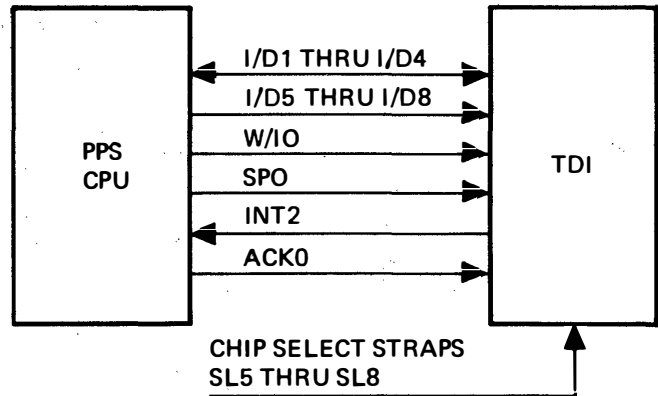 I/D1 THRU I/D4
I/D5 THRU I/D8
W/IO
SPO
INT2
ACK0
PPS
CPU
TDI
CHIP SELECT STRAPS
SL5 THRU SL8